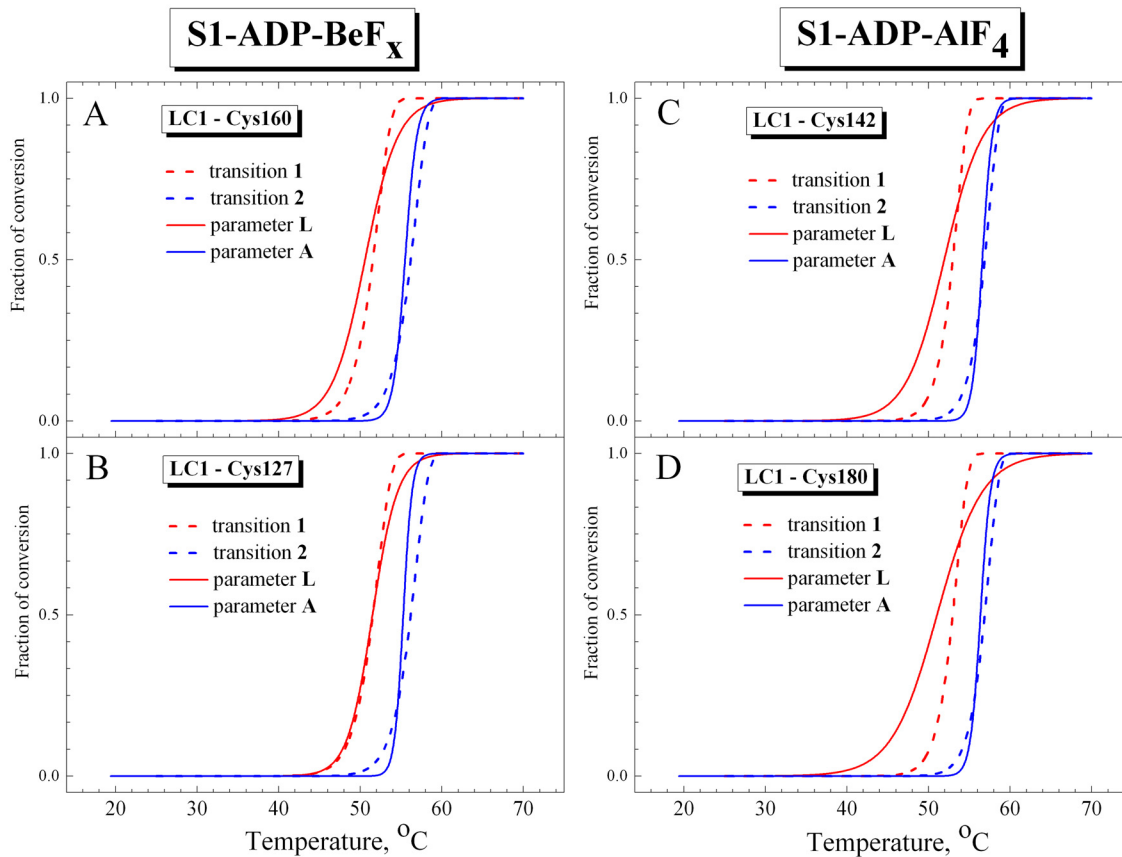 S1-ADP-BeFx
S1-ADP-AlF4
A
LC1 - Cys160
transition 1
transition 2
parameter L
parameter A
Fraction of conversion
1.0
0.5
0.0
C
LC1 - Cys142
transition 1
transition 2
parameter L
parameter A
Fraction of conversion
1.0
0.5
0.0
B
LC1 - Cys127
transition 1
transition 2
parameter L
parameter A
Fraction of conversion
1.0
0.5
0.0
20 30 40 50 60 70
Temperature, °C
D
LC1 - Cys180
transition 1
transition 2
parameter L
parameter A
Fraction of conversion
1.0
0.5
0.0
20 30 40 50 60 70
Temperature, °C